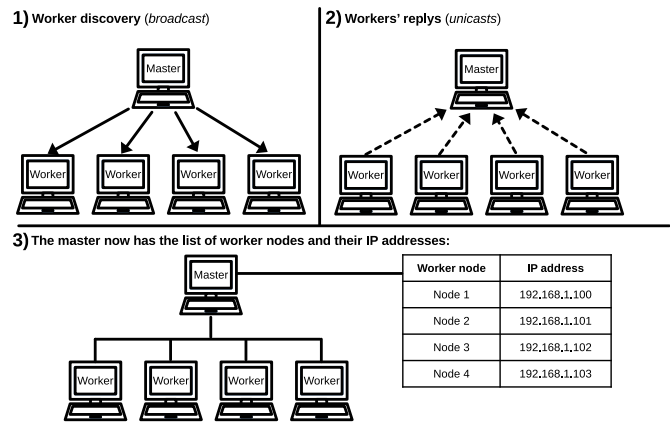 1) Worker discovery (broadcast)
Master
Worker Worker Worker Worker
2) Workers' replys (unicasts)
Master
Worker Worker Worker Worker
3) The master now has the list of worker nodes and their IP addresses:
Master
Worker Worker Worker Worker
Worker node IP address
Node 1 192.168.1.100
Node 2 192.168.1.101
Node 3 192.168.1.102
Node 4 192.168.1.103